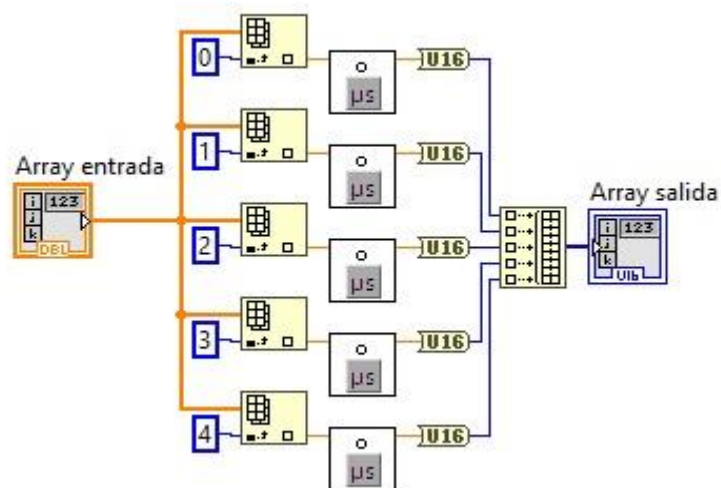 0
° µs U16
1
° µs U16
Array entrada
i 123
j
k
DBL
2
° µs U16
Array salida
i 123
j
k
U16
3
° µs U16
4
° µs U16